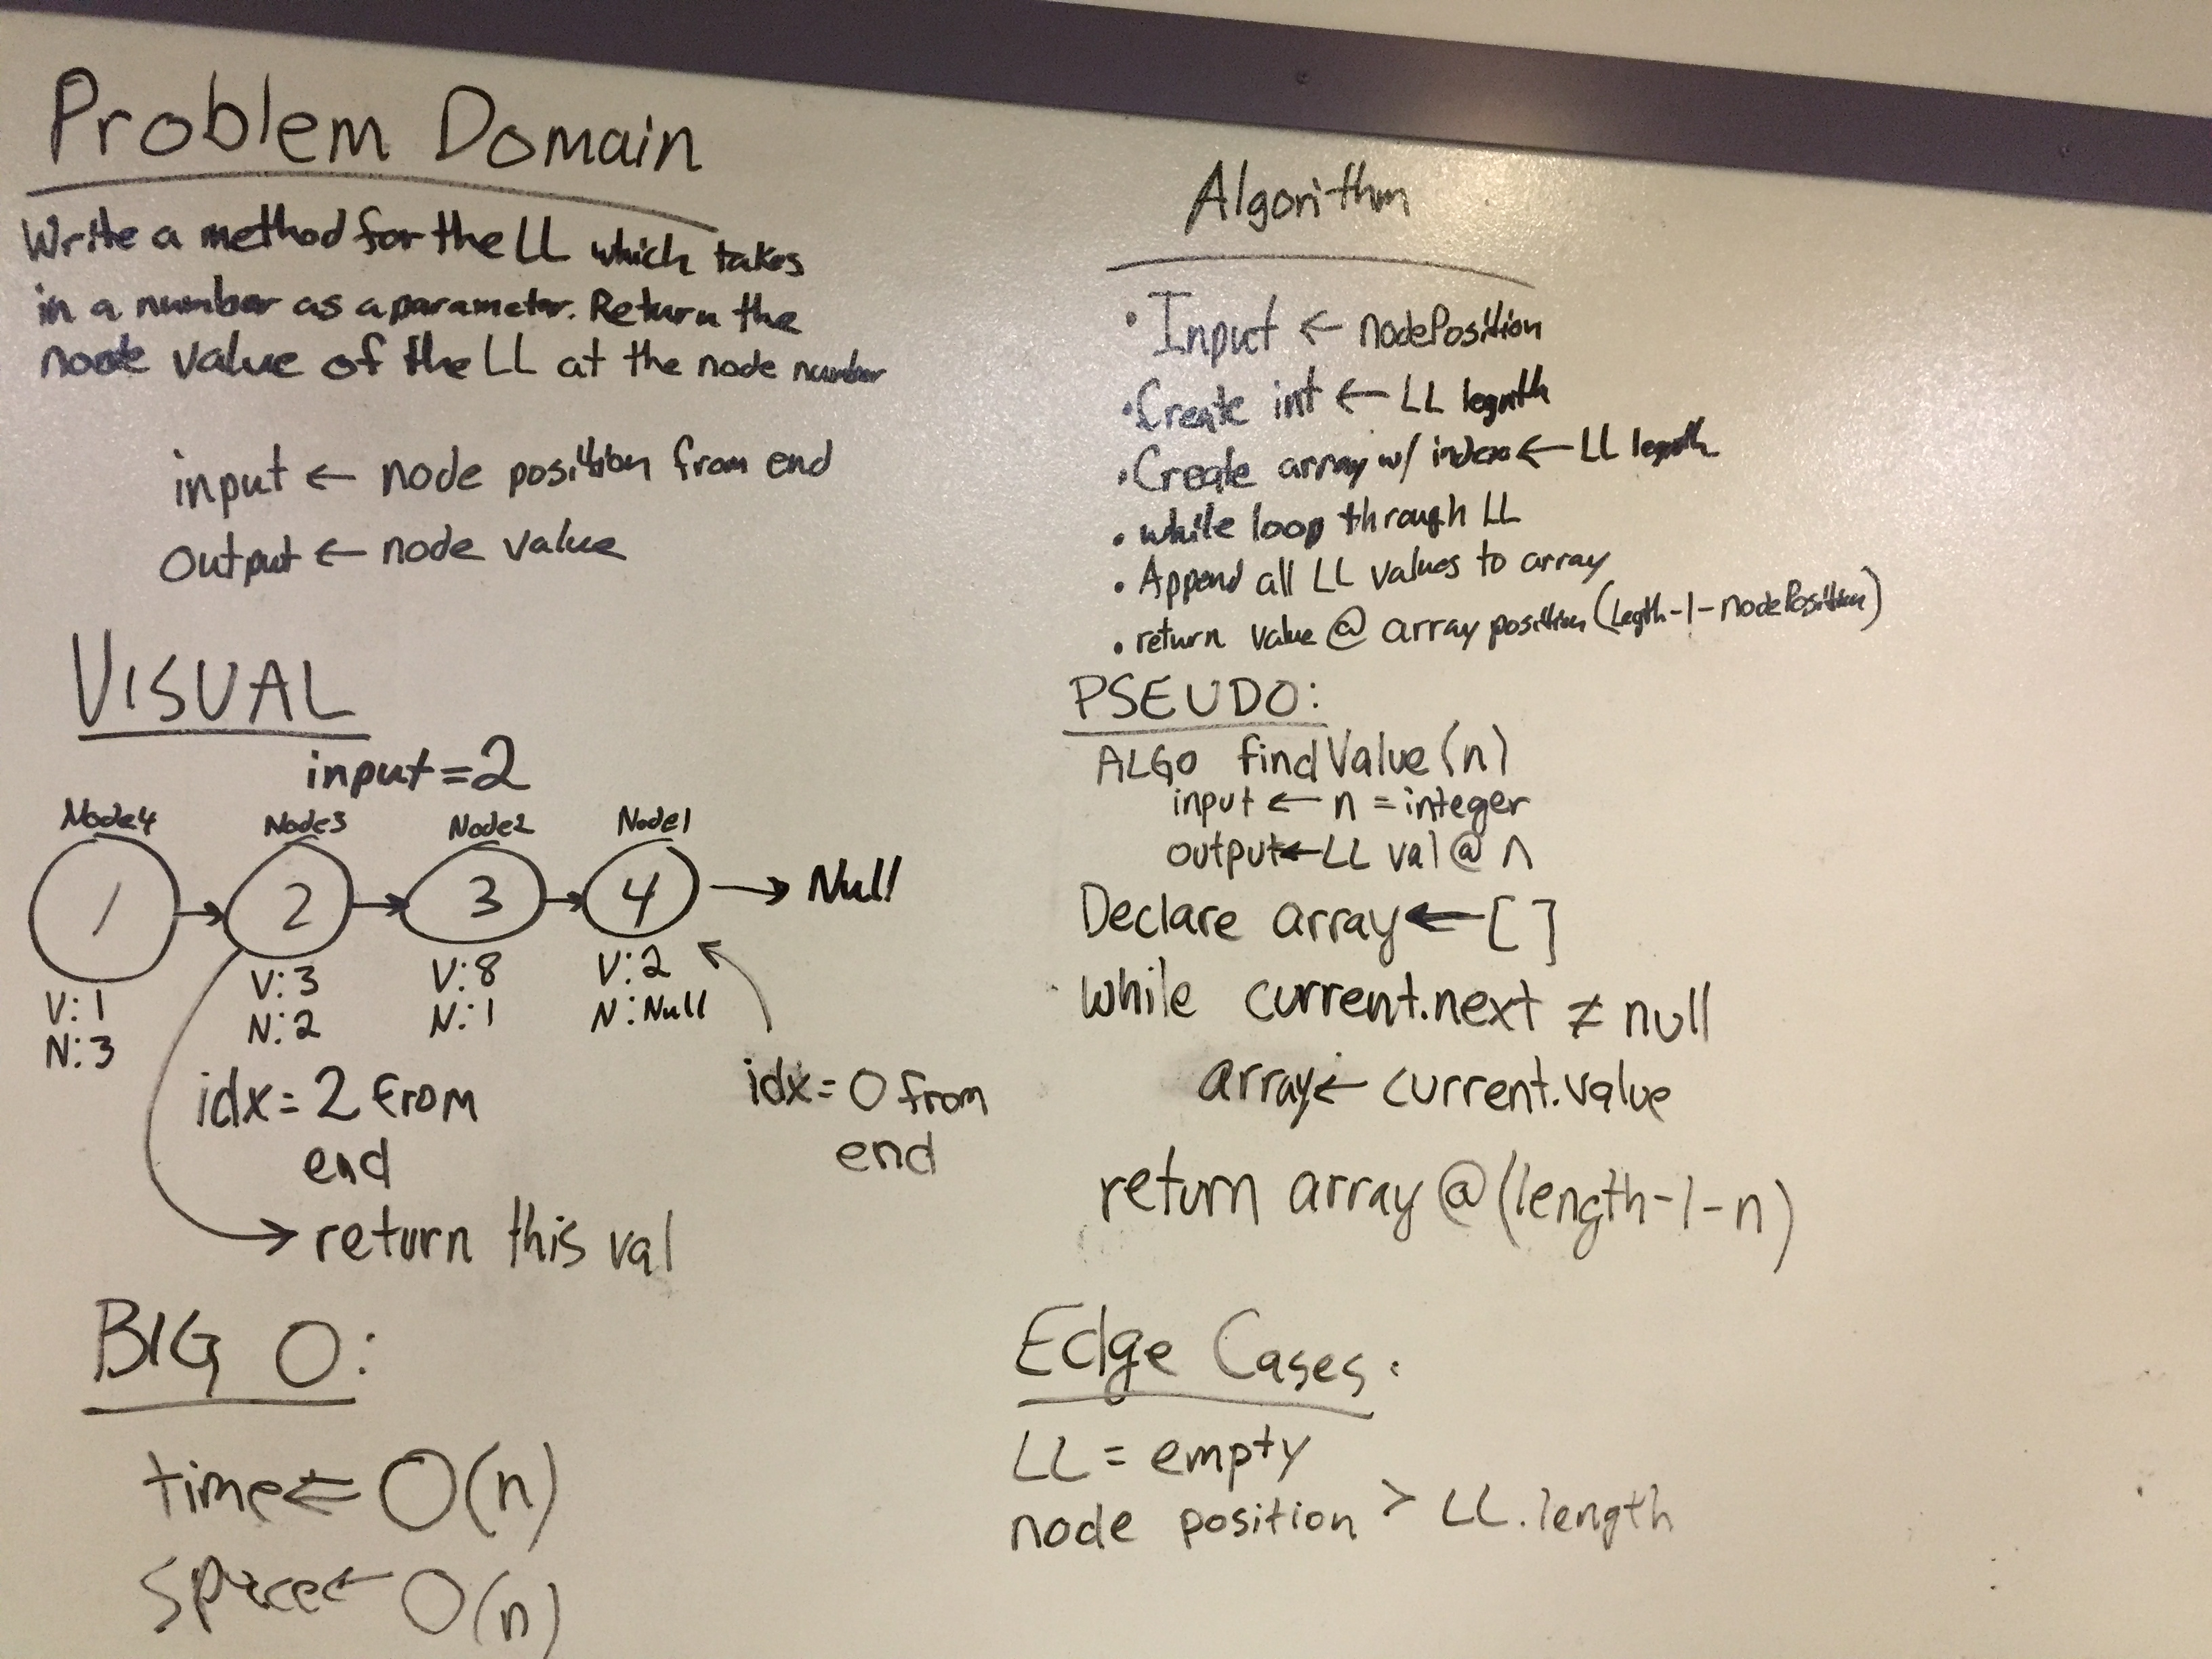 Problem Domain
Write a method for the LL which takes
in a number as a parameter. Return the
node value of the LL at the node number
input ← node position from end
Output ← node value
VISUAL
input = 2
Node4 Node3 Node2 Node1
1 → 2 → 3 → 4 → Null
V: 1 V: 3 V: 8 V: 2
N: 3 N: 2 N: 1 N: Null
idx = 2 from
end
idx = 0 from
end
return this val
BIG O:
time ← O(n)
space ← O(n)
Algorithm
• Input ← nodePosition
• Create int ← LL legnth
• Create array w/ index ← LL legnth
• while loop through LL
• Append all LL values to array
• return value @ array position (legth-1-nodePosition)
PSEUDO:
ALGO findValue(n)
input ← n = integer
output ← LL val @ n
Declare array ← []
while current.next ≠ null
array ← current.value
return array @ (length-1-n)
Edge Cases:
LL = empty
node position > LL.length